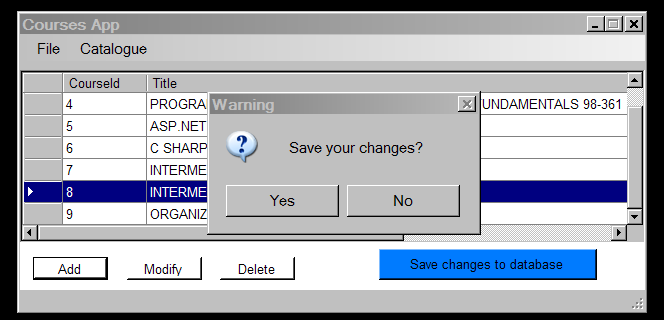 Courses App
File Catalogue
CourseId Title
4 PROGRA UNDAMENTALS 98-361
5 ASP.NET
6 C SHARP
7 INTERME
8 INTERME
9 ORGANIZ
Warning
Save your changes?
Yes No
Add Modify Delete Save changes to database